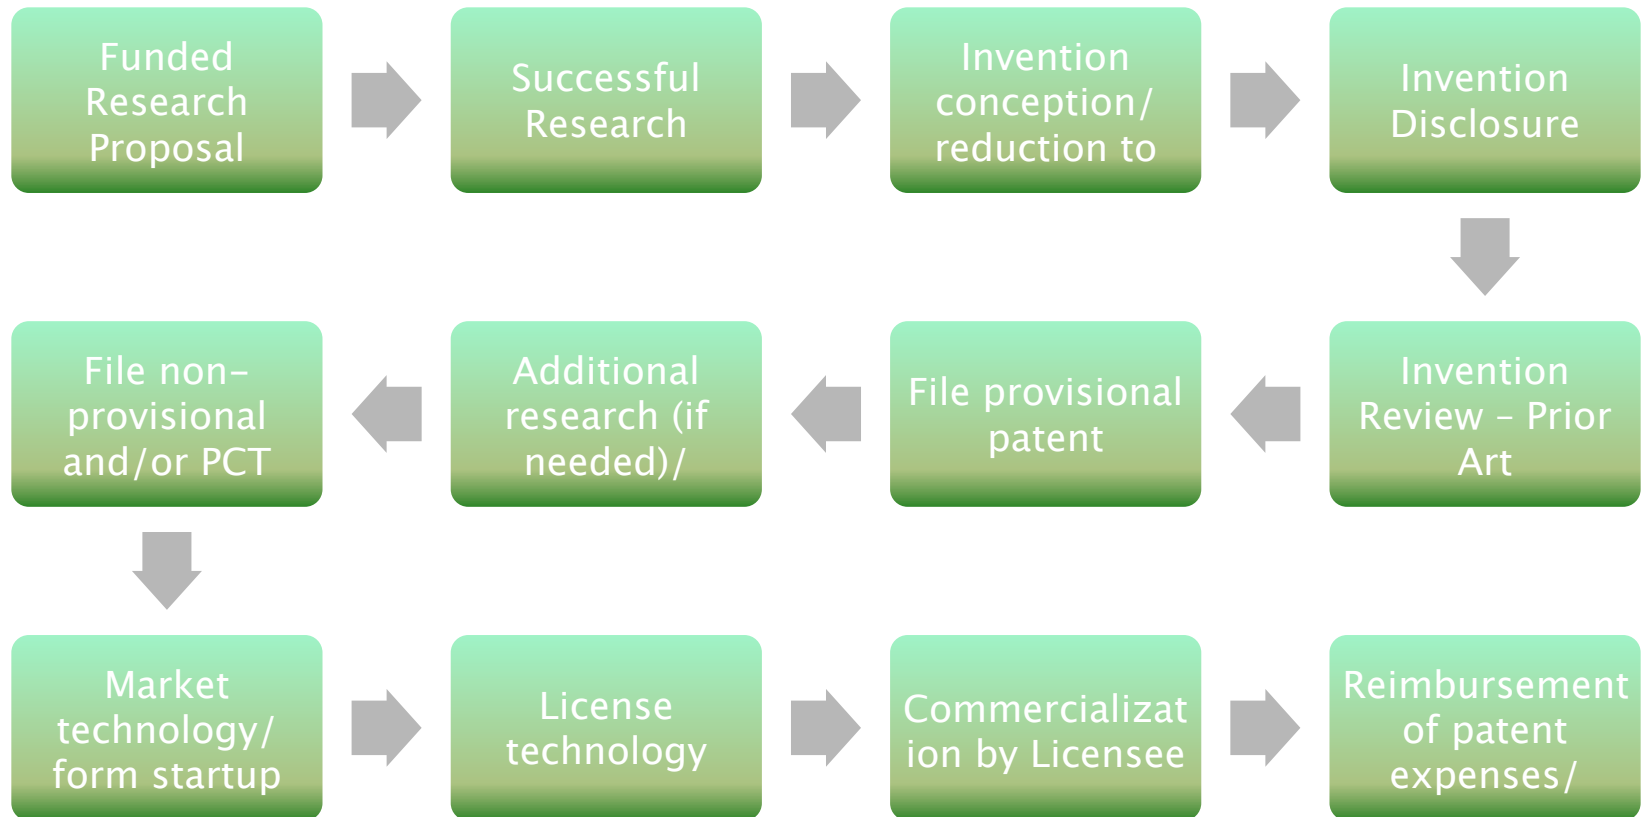 Funded
Research
Proposal
Successful
Research
Invention
conception/
reduction to
Invention
Disclosure
Invention
Review – Prior
Art
File provisional
patent
Additional
research (if
needed)/
File non-
provisional
and/or PCT
Market
technology/
form startup
License
technology
Commercializat
ion by Licensee
Reimbursement
of patent
expenses/